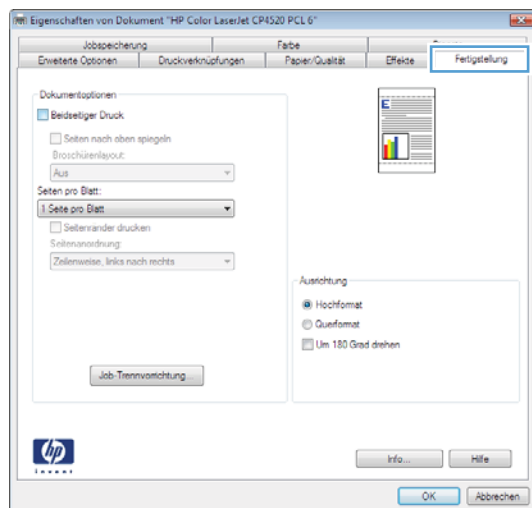 Eigenschaften von Dokument "HP Color LaserJet CP4520 PCL 6"
Jobspeicherung Farbe
Erweiterte Optionen Druckverknüpfungen Papier/Qualität Effekte Fertigstellung
Dokumentoptionen
Beidseitiger Druck
Seiten nach oben spiegeln
Broschürenlayout:
Aus
Seiten pro Blatt:
1 Seite pro Blatt
Seitenränder drucken
Seitenanordnung:
Zeilenweise, links nach rechts
Job-Trennvorrichtung...
E
Ausrichtung
Hochformat
Querformat
Um 180 Grad drehen
hp
invent
Info... Hilfe
OK Abbrechen